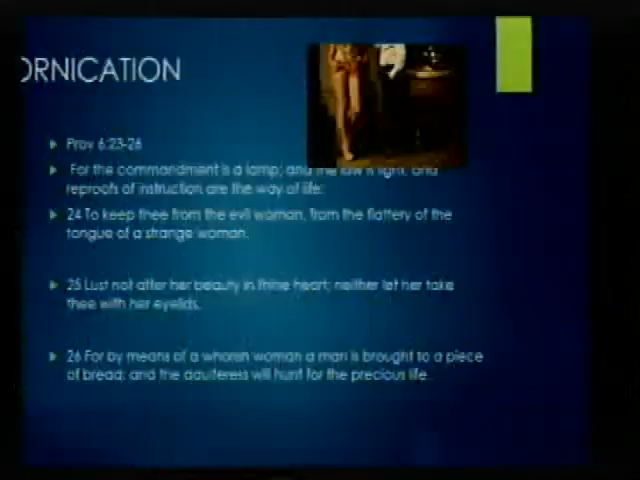 ORNICATION
Prov 6:23-26
For the commandment is a lamp; and the law is light; and
reproofs of instruction are the way of life:
24 To keep thee from the evil woman, from the flattery of the
tongue of a strange woman.
25 Lust not after her beauty in thine heart; neither let her take
thee with her eyelids.
26 For by means of a whorish woman a man is brought to a piece
of bread: and the adulteress will hunt for the precious life.